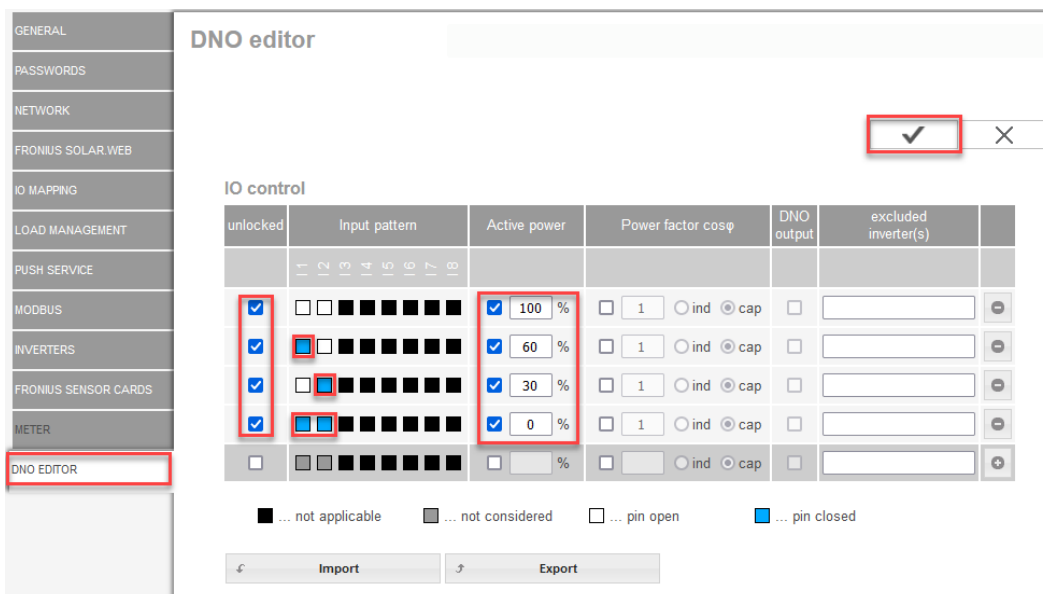 GENERAL
PASSWORDS
NETWORK
FRONIUS SOLAR.WEB
IO MAPPING
LOAD MANAGEMENT
PUSH SERVICE
MODBUS
INVERTERS
FRONIUS SENSOR CARDS
METER
DNO EDITOR
DNO editor
IO control
unlocked Input pattern Active power Power factor cosφ DNO output excluded inverter(s)
I1 I2 I3 I4 I5 I6 I7 I8
100 % 1 ind cap
60 % 1 ind cap
30 % 1 ind cap
0 % 1 ind cap
% ind cap
... not applicable ... not considered ... pin open ... pin closed
Import Export